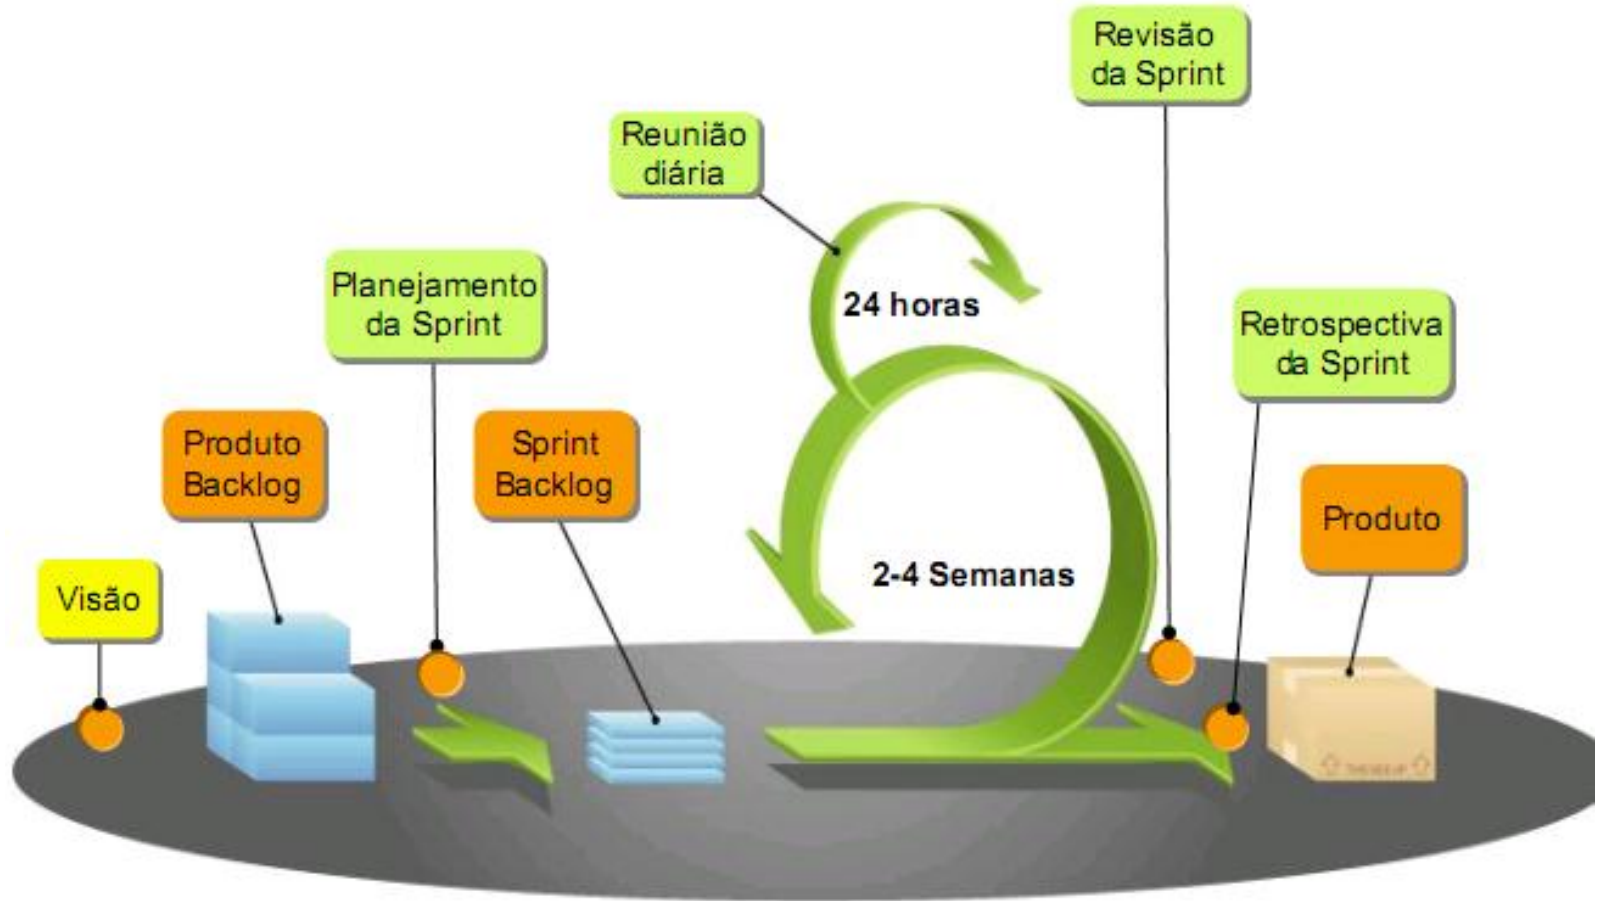 Revisão
da Sprint
Reunião
diária
Planejamento
da Sprint
24 horas
Retrospectiva
da Sprint
Produto
Backlog
Sprint
Backlog
Produto
2-4 Semanas
Visão